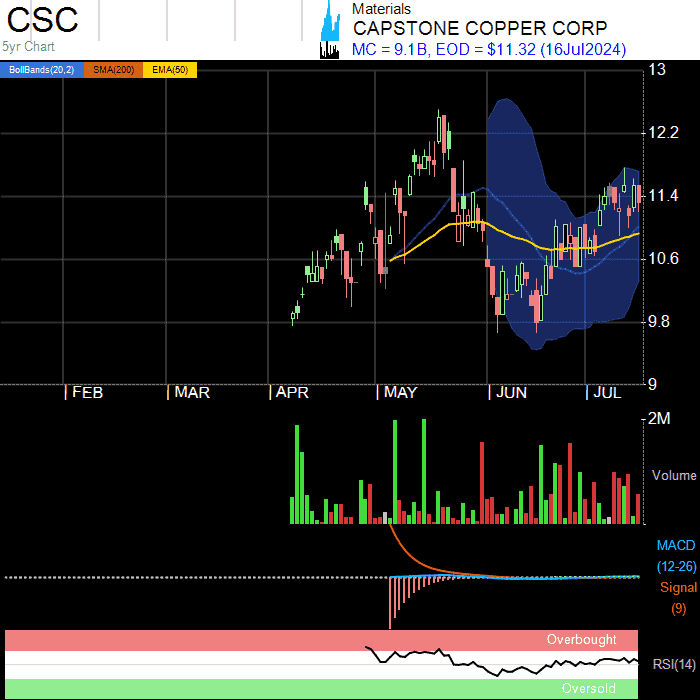 CSC
5yr Chart
Materials
CAPSTONE COPPER CORP
MC = 9.1B, EOD = $11.32 (16Jul2024)
BollBands(20,2) SMA(200) EMA(50)
13
12.2
11.4
10.6
9.8
9
FEB MAR APR MAY JUN JUL
2M
Volume
MACD
(12-26)
Signal
(9)
Overbought
RSI(14)
Oversold